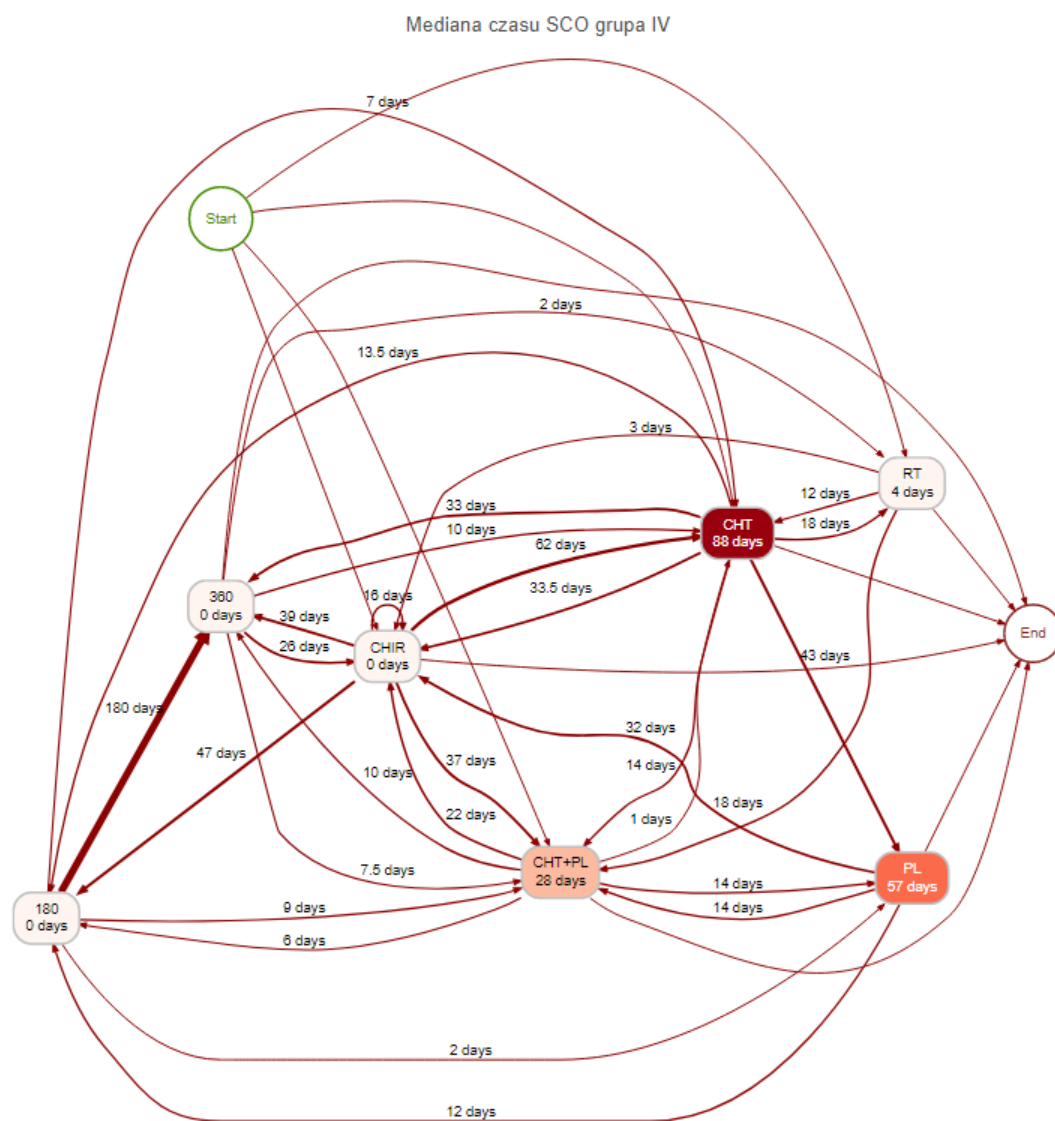 Mediana czasu SCO grupa IV
7 days
Start
2 days
13.5 days
3 days
RT
4 days
12 days
33 days
18 days
10 days
CHT
88 days
62 days
33.5 days
360
0 days
16 days
39 days
26 days
CHIR
0 days
End
43 days
180 days
32 days
47 days
37 days
14 days
10 days
18 days
22 days
1 days
CHT+PL
28 days
7.5 days
PL
57 days
14 days
14 days
180
0 days
9 days
6 days
2 days
12 days